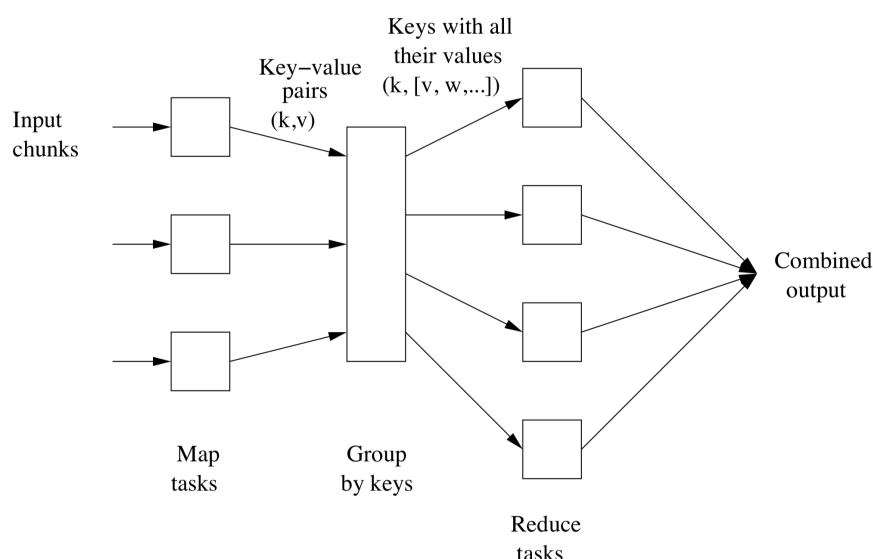 Keys with all
their values
(k, [v, w,...])
Key−value
pairs
(k,v)
Input
chunks
Combined
output
Map
tasks
Group
by keys
Reduce
tasks